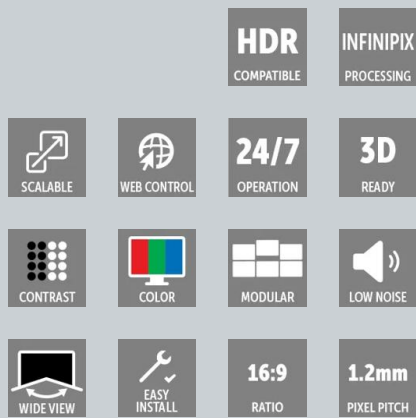 HDR
COMPATIBLE
INFINIPIX
PROCESSING
SCALABLE
WEB CONTROL
24/7
OPERATION
3D
READY
CONTRAST
COLOR
MODULAR
LOW NOISE
WIDE VIEW
EASY
INSTALL
16:9
RATIO
1.2mm
PIXEL PITCH